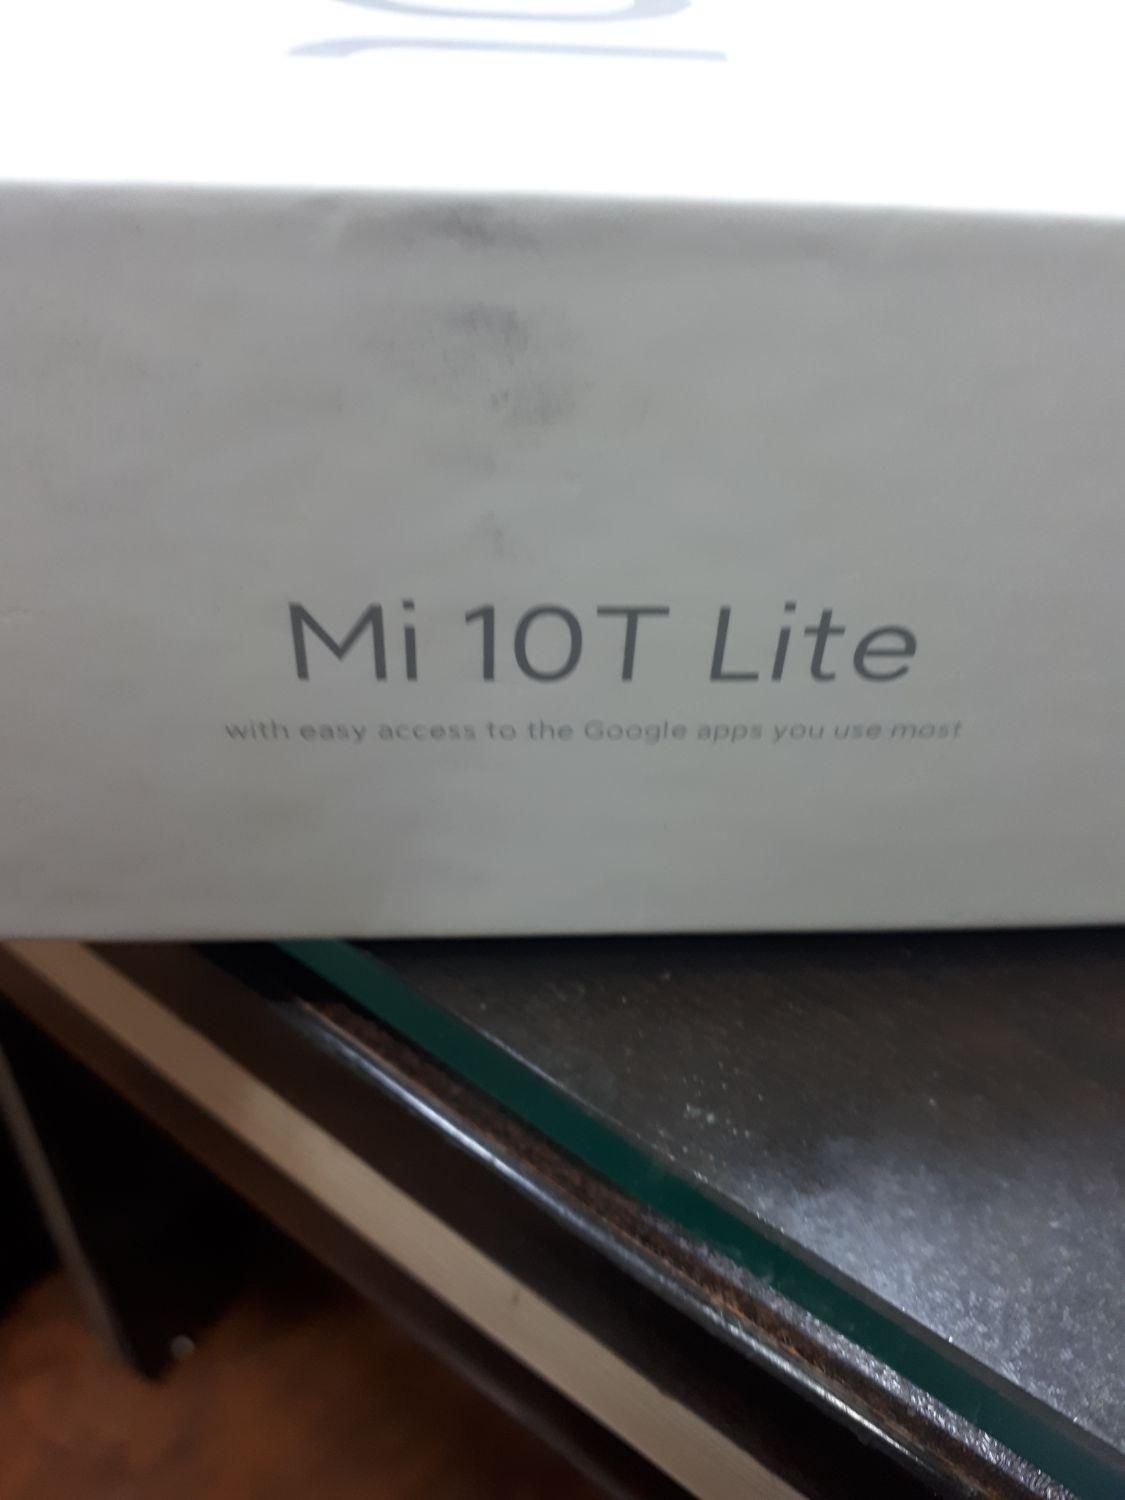 Mi 10T Lite
with easy access to the Google apps you use most